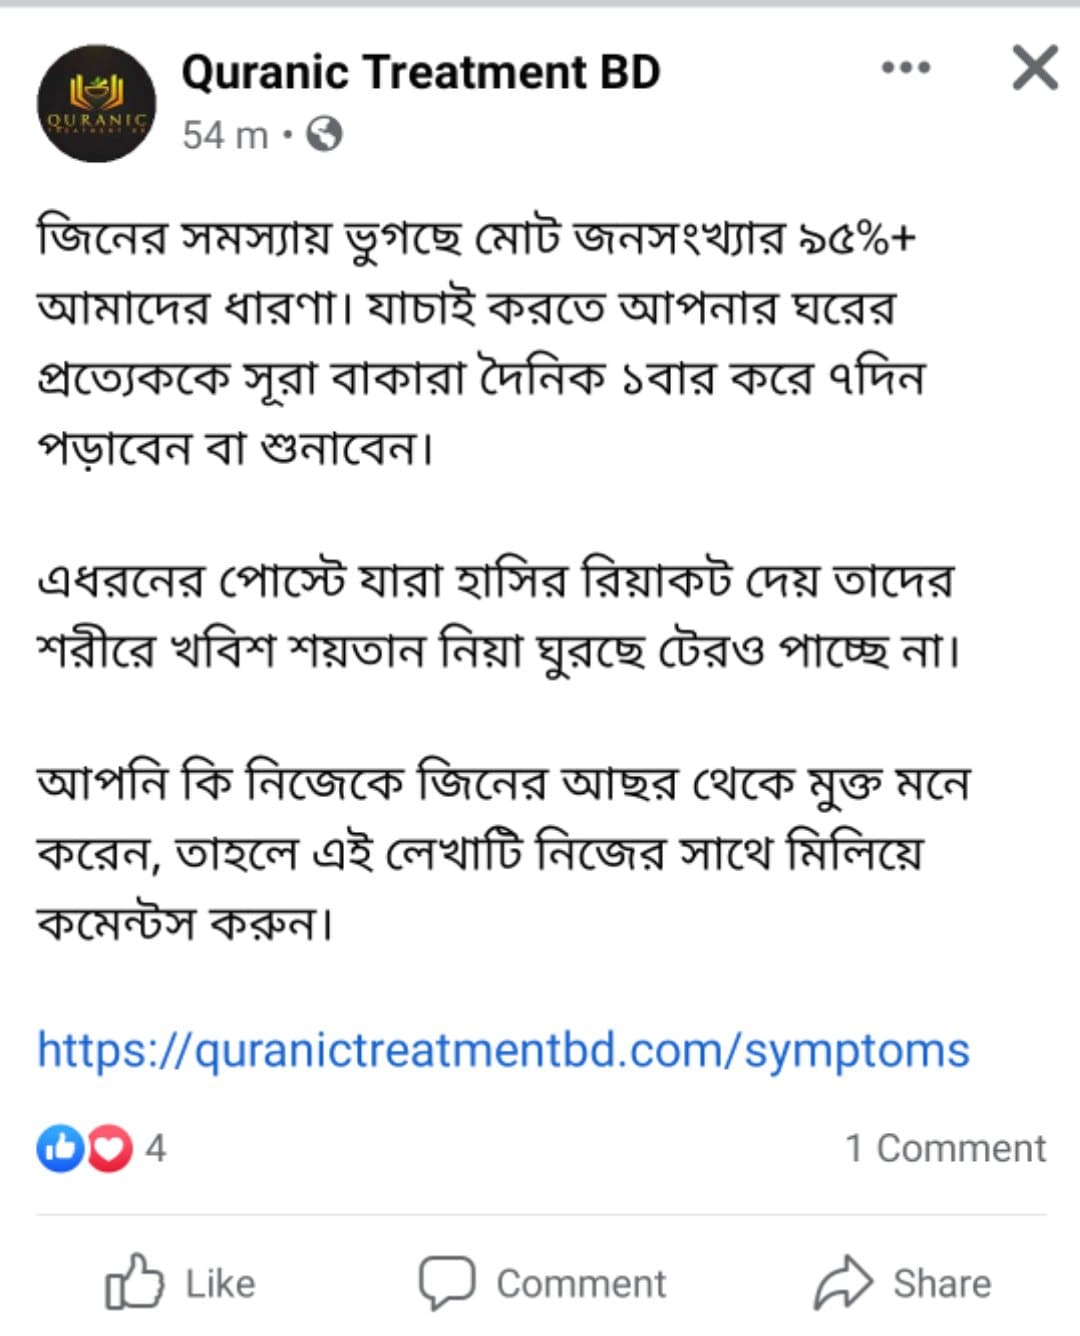 Quranic Treatment BD
54 m
QURANIC
জিনের সমস্যায় ভুগছে মোট জনসংখ্যার ৯৫%+
আমাদের ধারণা। যাচাই করতে আপনার ঘরের
প্রত্যেককে সূরা বাকারা দৈনিক ১বার করে ৭দিন
পড়াবেন বা শুনাবেন।
এধরনের পোস্টে যারা হাসির রিয়াকট দেয় তাদের
শরীরে খবিশ শয়তান নিয়া ঘুরছে টেরও পাচ্ছে না।
আপনি কি নিজেকে জিনের আছর থেকে মুক্ত মনে
করেন, তাহলে এই লেখাটি নিজের সাথে মিলিয়ে
কমেন্টস করুন।
https://quranictreatmentbd.com/symptoms
4 1 Comment
Like Comment Share